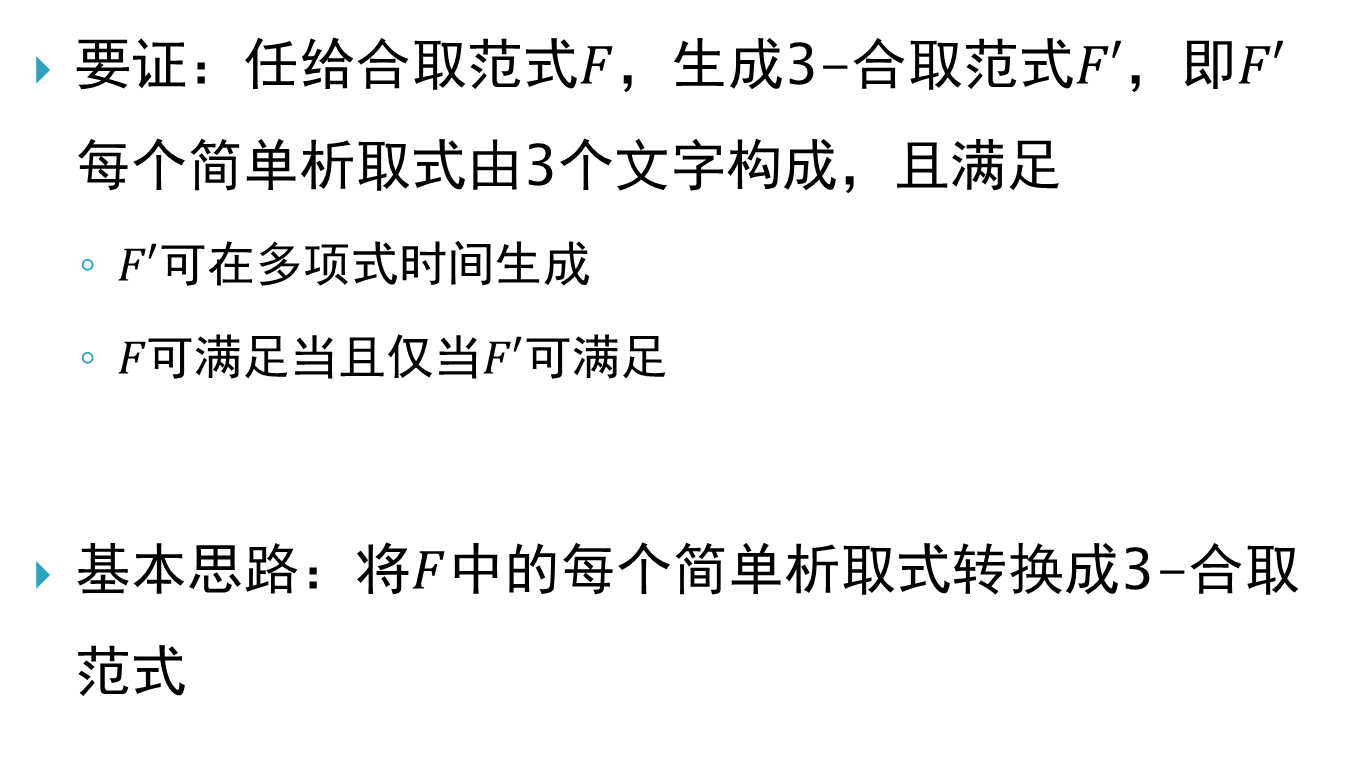 要证：任给合取范式F，生成3-合取范式F′，即F′
每个简单析取式由3个文字构成，且满足
F′可在多项式时间生成
F可满足当且仅当F′可满足
基本思路：将F中的每个简单析取式转换成3-合取
范式